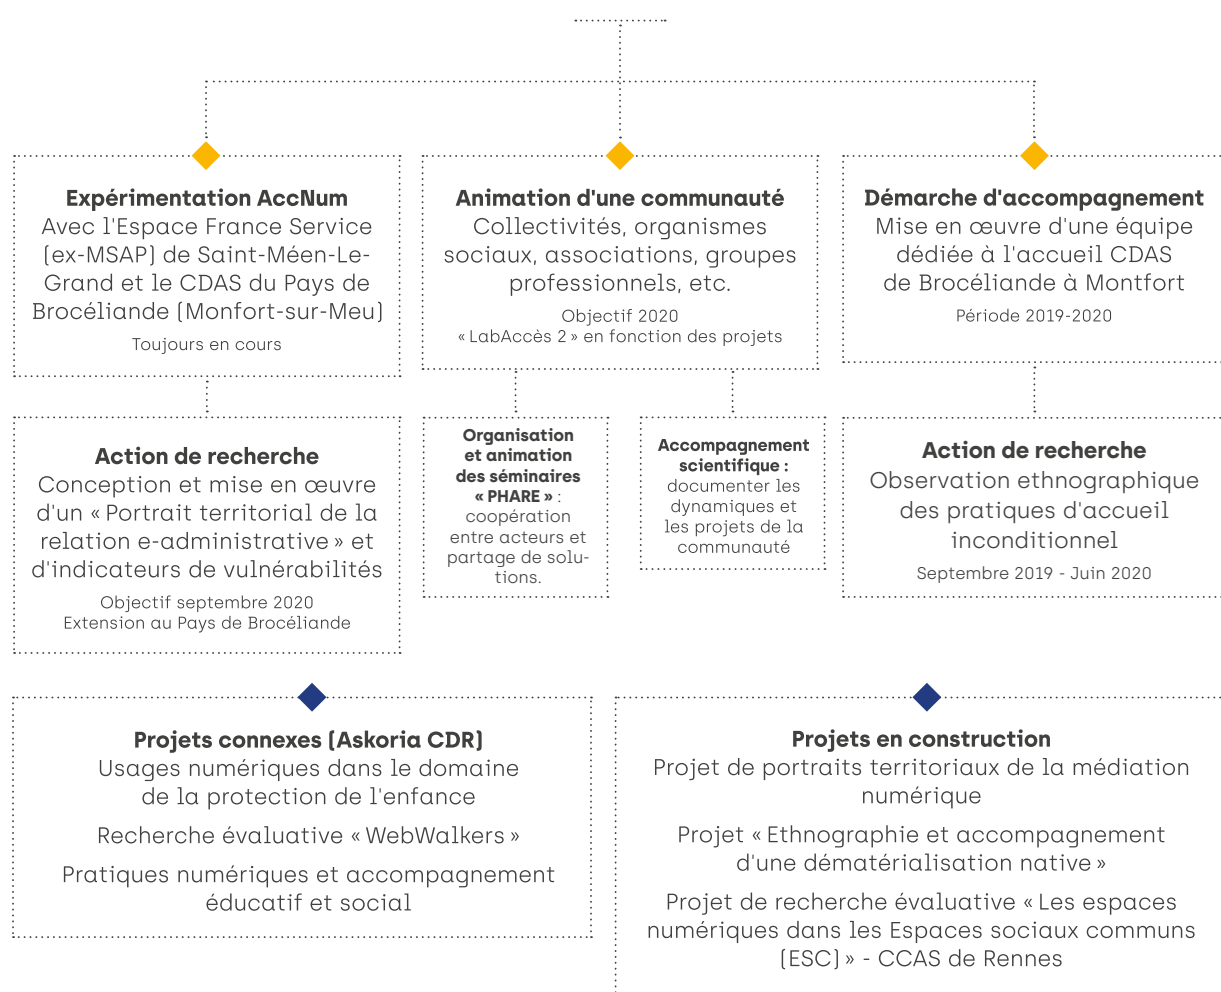 Expérimentation AccNum
Avec l'Espace France Service
(ex-MSAP) de Saint-Méen-Le-
Grand et le CDAS du Pays de
Brocéliande (Monfort-sur-Meu)
Toujours en cours
Animation d'une communauté
Collectivités, organismes
sociaux, associations, groupes
professionnels, etc.
Objectif 2020
« LabAccès 2 » en fonction des projets
Démarche d'accompagnement
Mise en œuvre d'une équipe
dédiée à l'accueil CDAS
de Brocéliande à Montfort
Période 2019-2020
Action de recherche
Conception et mise en œuvre
d'un « Portrait territorial de la
relation e-administrative » et
d'indicateurs de vulnérabilités
Objectif septembre 2020
Extension au Pays de Brocéliande
Organisation
et animation
des séminaires
« PHARE » :
coopération
entre acteurs et
partage de solu-
tions.
Accompagnement
scientifique :
documenter les
dynamiques et
les projets de la
communauté
Action de recherche
Observation ethnographique
des pratiques d'accueil
inconditionnel
Septembre 2019 - Juin 2020
Projets connexes (Askoria CDR)
Usages numériques dans le domaine
de la protection de l'enfance
Recherche évaluative « WebWalkers »
Pratiques numériques et accompagnement
éducatif et social
Projets en construction
Projet de portraits territoriaux de la médiation
numérique
Projet « Ethnographie et accompagnement
d'une dématérialisation native »
Projet de recherche évaluative « Les espaces
numériques dans les Espaces sociaux communs
(ESC) » - CCAS de Rennes